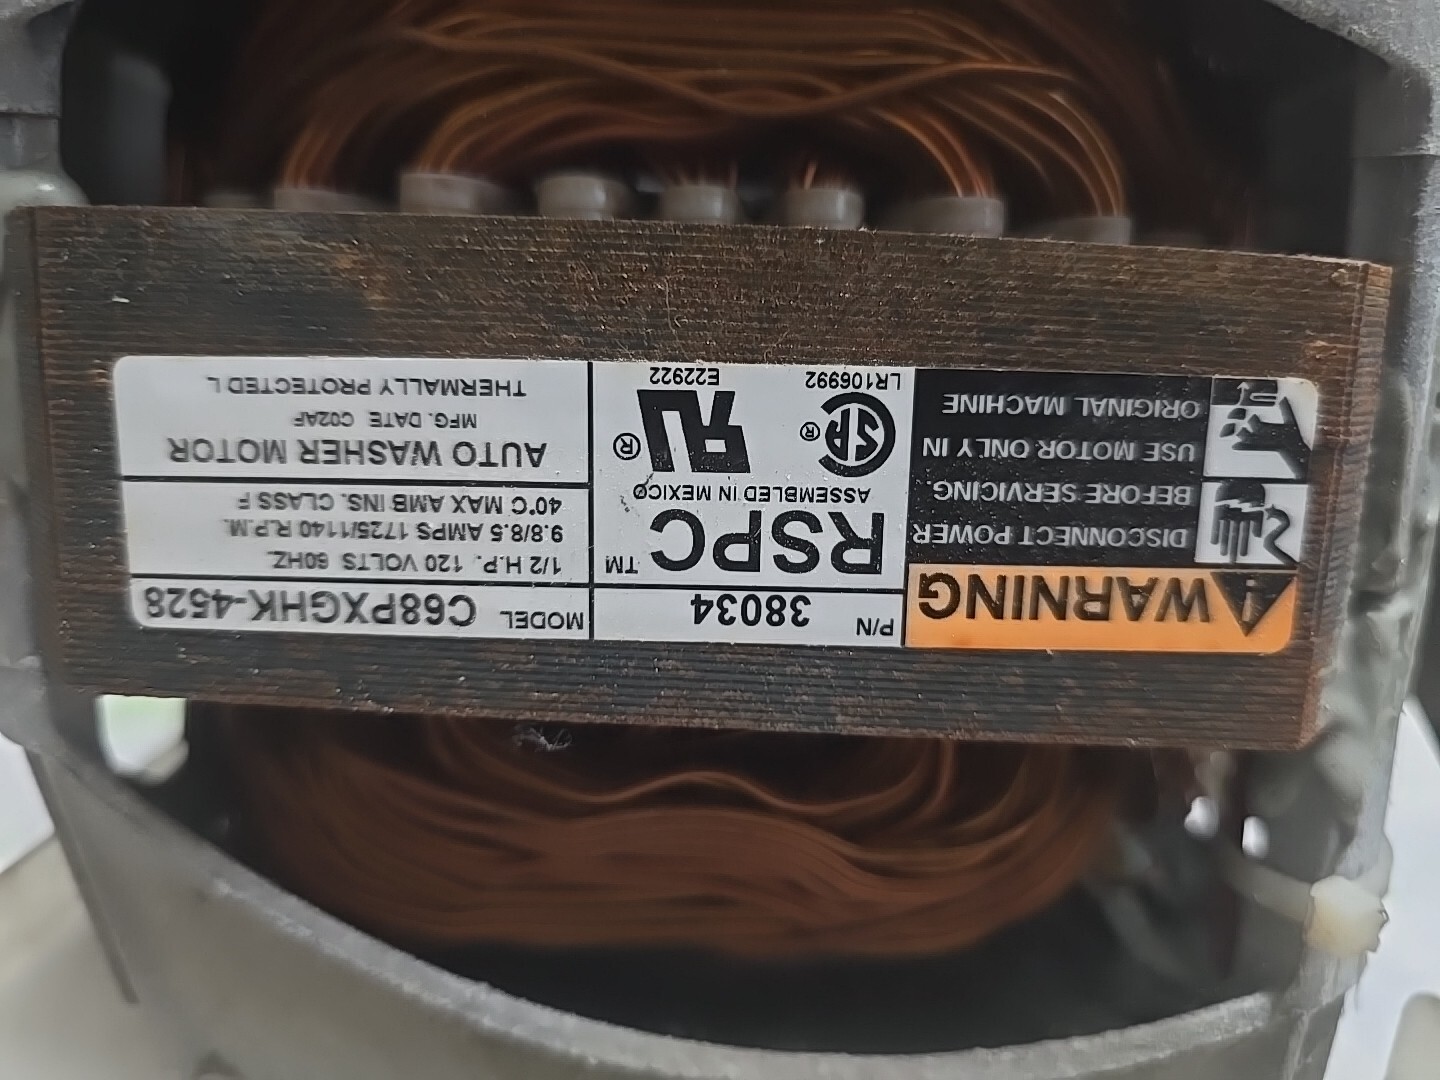 ⚠ WARNING
DISCONNECT POWER
BEFORE SERVICING.
USE MOTOR ONLY IN
ORIGINAL MACHINE
P/N 38034
RSPC ™
ASSEMBLED IN MEXICO
SA ® RU ®
LR106992 E22922
MODEL C68PXGHK-4528
1/2 H.P. 120 VOLTS 60HZ
9.8/8.5 AMPS 1725/1140 R.P.M.
40°C MAX AMB INS. CLASS F
AUTO WASHER MOTOR
MFG. DATE C02AF
THERMALLY PROTECTED L